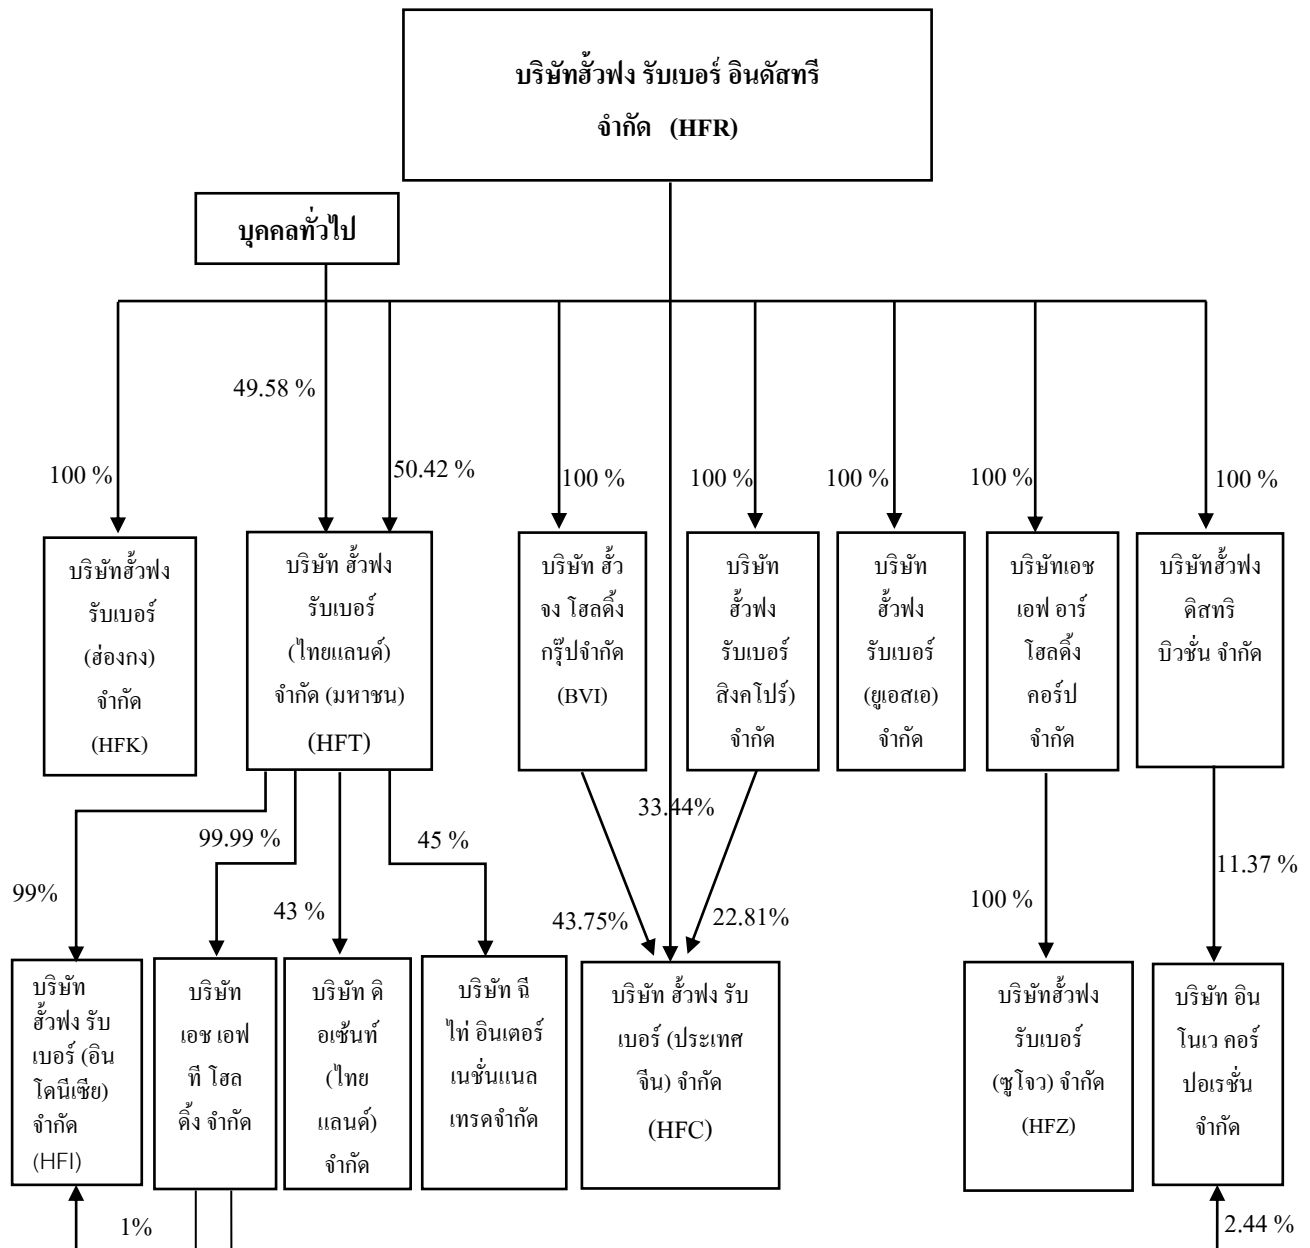 บริษัทฮั้วฟง รับเบอร์ อินดัสทรี
จำกัด (HFR)
บุคคลทั่วไป
49.58 %
100 %
50.42 %
100 %
100 %
100 %
100 %
100 %
บริษัทฮั้วฟง
รับเบอร์
(ฮ่องกง)
จำกัด
(HFK)
บริษัท ฮั้วฟง
รับเบอร์
(ไทยแลนด์)
จำกัด (มหาชน)
(HFT)
บริษัท ฮั้ว
จง โฮลดิ้ง
กรุ๊ปจำกัด
(BVI)
บริษัท
ฮั้วฟง
รับเบอร์
สิงคโปร์)
จำกัด
บริษัท
ฮั้วฟง
รับเบอร์
(ยูเอสเอ)
จำกัด
บริษัทเอช
เอฟ อาร์
โฮลดิ้ง
คอร์ป
จำกัด
บริษัทฮั้วฟง
ดิสทริ
บิวชั่น จำกัด
99%
99.99 %
43 %
45 %
43.75%
33.44%
22.81%
100 %
11.37 %
บริษัท
ฮั้วฟง รับ
เบอร์ (อิน
โดนีเซีย)
จำกัด
(HFI)
บริษัท
เอช เอฟ
ที โฮล
ดิ้ง จำกัด
บริษัท ดิ
อเซ้นท์
(ไทย
แลนด์)
จำกัด
บริษัท ฉี
ไท่ อินเตอร์
เนชั่นแนล
เทรดจำกัด
บริษัท ฮั้วฟง รับ
เบอร์ (ประเทศ
จีน) จำกัด
(HFC)
บริษัทฮั้วฟง
รับเบอร์
(ซูโจว) จำกัด
(HFZ)
บริษัท อิน
โนเว คอร์
ปอเรชั่น
จำกัด
1%
2.44 %